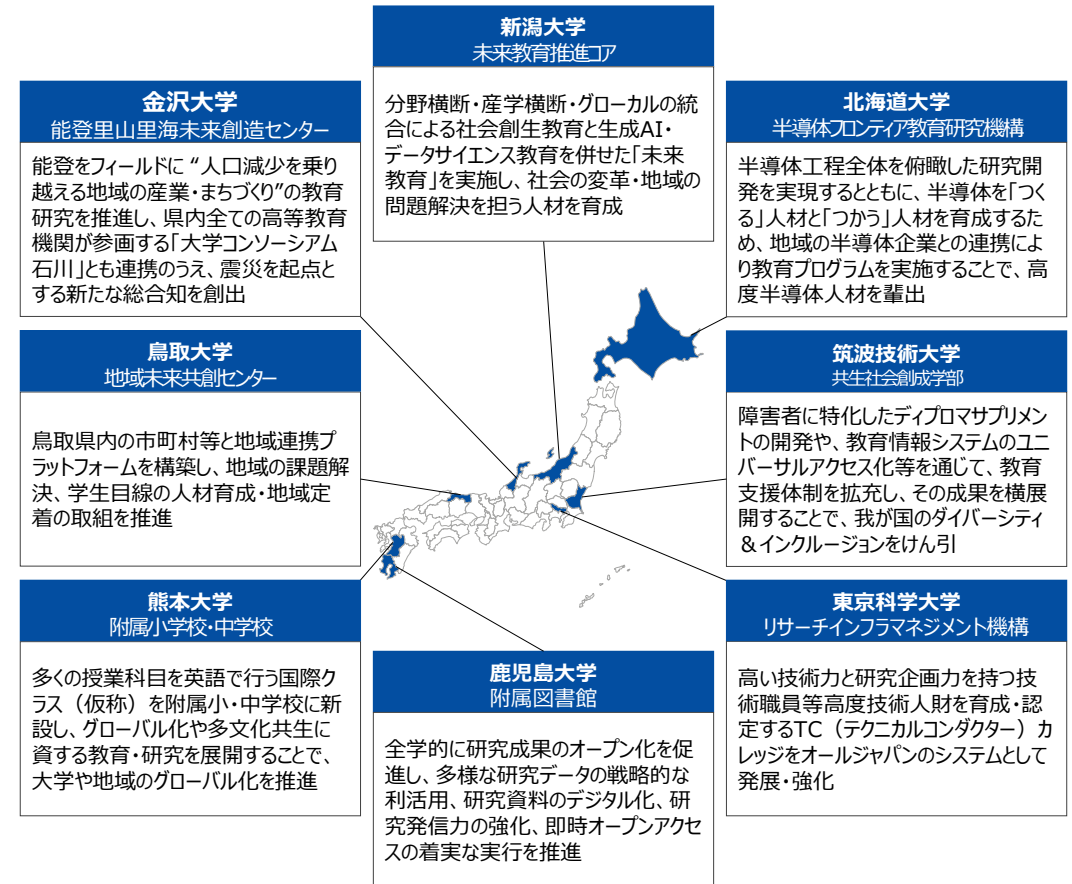 新潟大学
未来教育推進コア
分野横断・産学横断・グローカルの統
合による社会創生教育と生成AI・
データサイエンス教育を併せた「未来
教育」を実施し、社会の変革・地域の
問題解決を担う人材を育成
金沢大学
能登里山里海未来創造センター
能登をフィールドに “人口減少を乗り
越える地域の産業・まちづくり”の教育
研究を推進し、県内全ての高等教育
機関が参画する「大学コンソーシアム
石川」とも連携のうえ、震災を起点と
する新たな総合知を創出
北海道大学
半導体フロンティア教育研究機構
半導体工程全体を俯瞰した研究開
発を実現するとともに、半導体を「つく
る」人材と「つかう」人材を育成するた
め、地域の半導体企業との連携によ
り教育プログラムを実施することで、高
度半導体人材を輩出
鳥取大学
地域未来共創センター
鳥取県内の市町村等と地域連携プ
ラットフォームを構築し、地域の課題解
決、学生目線の人材育成・地域定
着の取組を推進
筑波技術大学
共生社会創成学部
障害者に特化したディプロマサプリメン
トの開発や、教育情報システムのユニ
バーサルアクセス化等を通じて、教育
支援体制を拡充し、その成果を横展
開することで、我が国のダイバーシティ
＆インクルージョンをけん引
熊本大学
附属小学校・中学校
多くの授業科目を英語で行う国際ク
ラス（仮称）を附属小・中学校に新
設し、グローバル化や多文化共生に
資する教育・研究を展開することで、
大学や地域のグローバル化を推進
鹿児島大学
附属図書館
全学的に研究成果のオープン化を促
進し、多様な研究データの戦略的な
利活用、研究資料のデジタル化、研
究発信力の強化、即時オープンアクセ
スの着実な実行を推進
東京科学大学
リサーチインフラマネジメント機構
高い技術力と研究企画力を持つ技
術職員等高度技術人財を育成・認
定するTC（テクニカルコンダクター）カ
レッジをオールジャパンのシステムとして
発展・強化